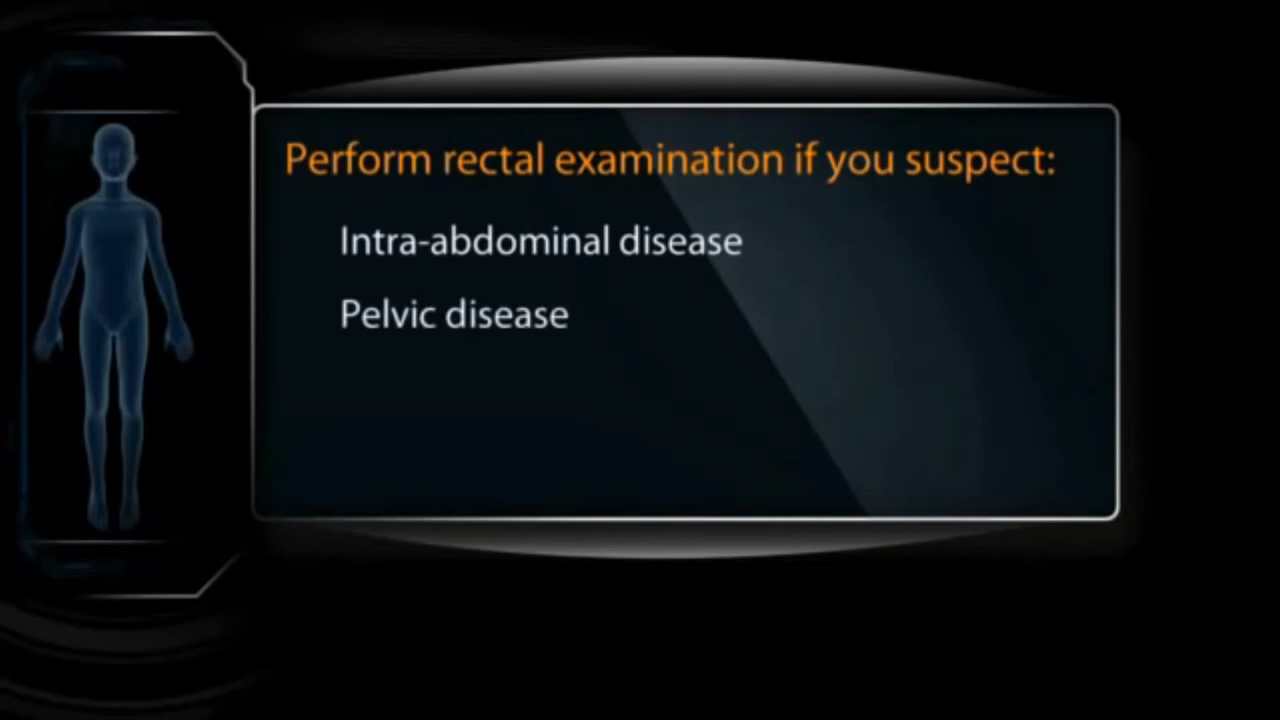 Perform rectal examination if you suspect:
Intra-abdominal disease
Pelvic disease